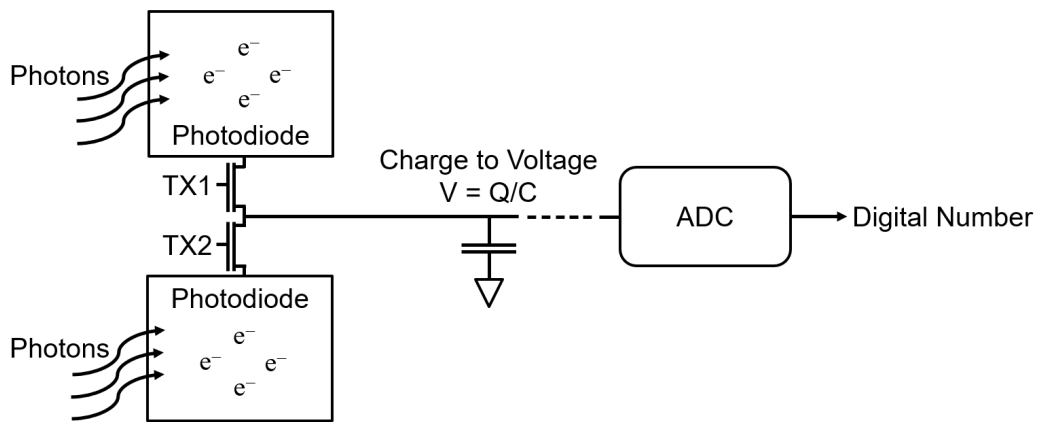 e⁻
Photons
e⁻ e⁻
e⁻
Photodiode
TX1
Charge to Voltage
V = Q/C
ADC
Digital Number
TX2
Photodiode
Photons
e⁻
e⁻ e⁻
e⁻